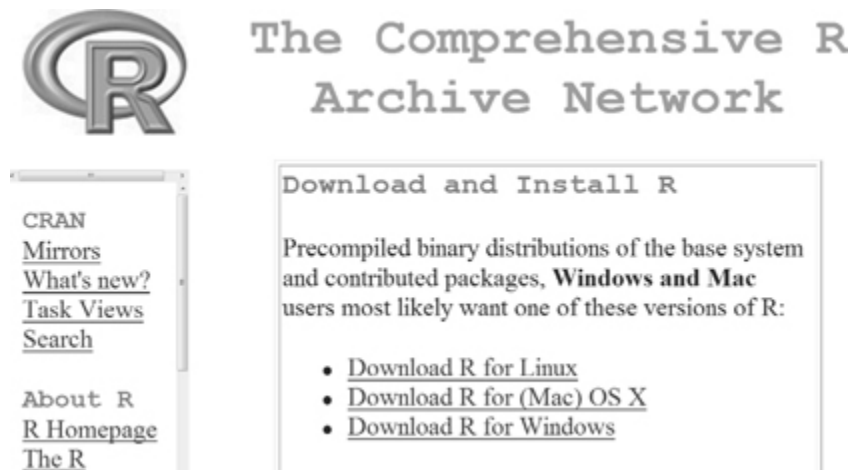 R
The Comprehensive R
Archive Network
CRAN
Mirrors
What's new?
Task Views
Search
About R
R Homepage
The R
Download and Install R
Precompiled binary distributions of the base system
and contributed packages, Windows and Mac
users most likely want one of these versions of R:
• Download R for Linux
• Download R for (Mac) OS X
• Download R for Windows